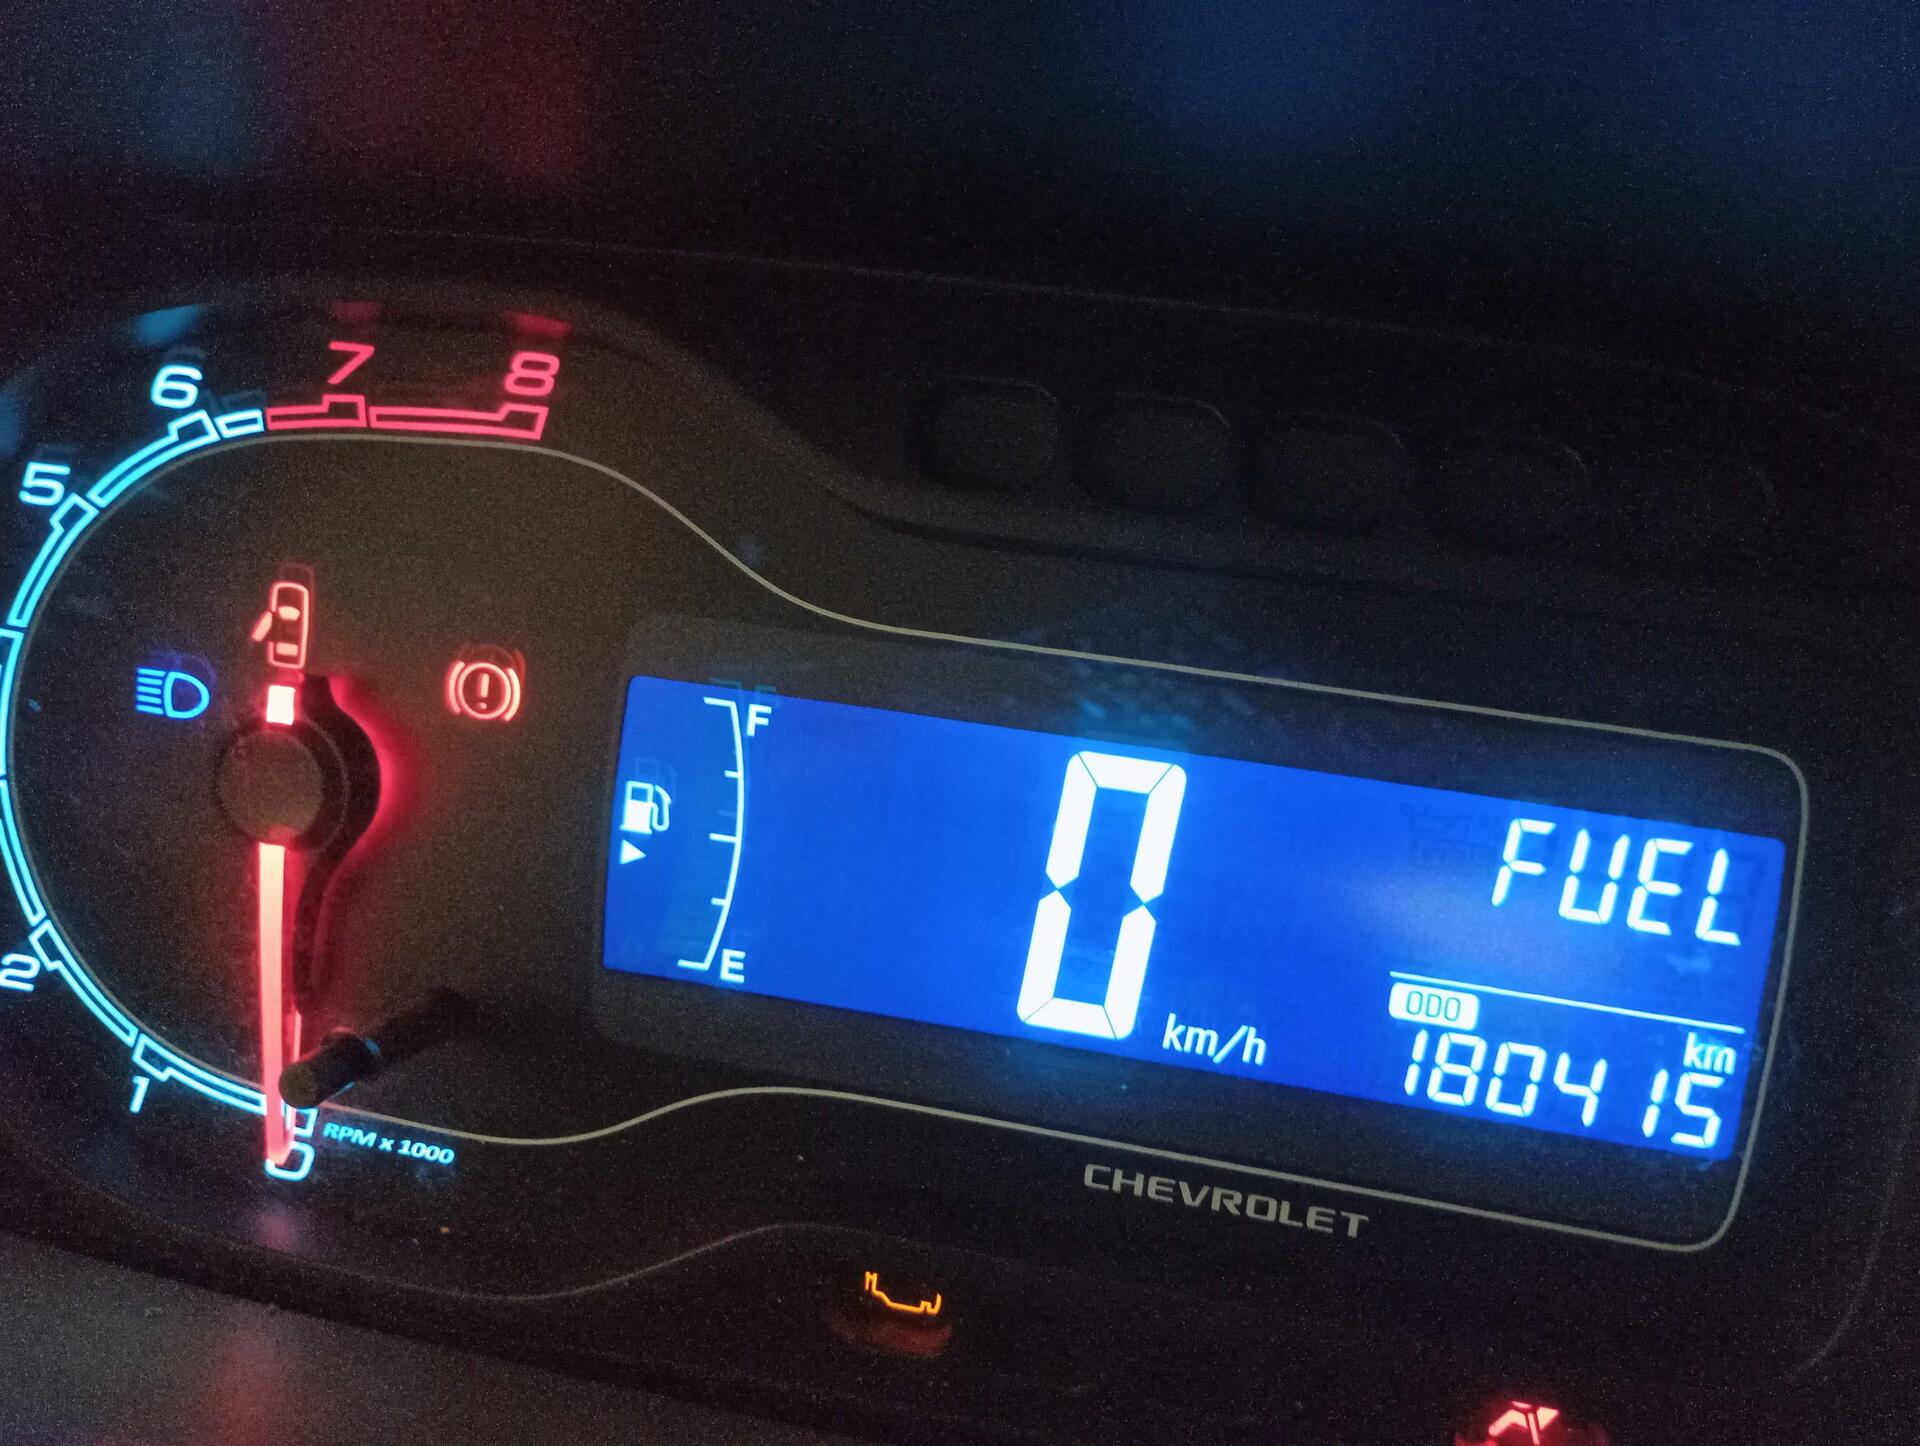 8
7
6
5
2
1
0
RPM x 1000
F
E
0
km/h
FUEL
ODO
km
180415
CHEVROLET